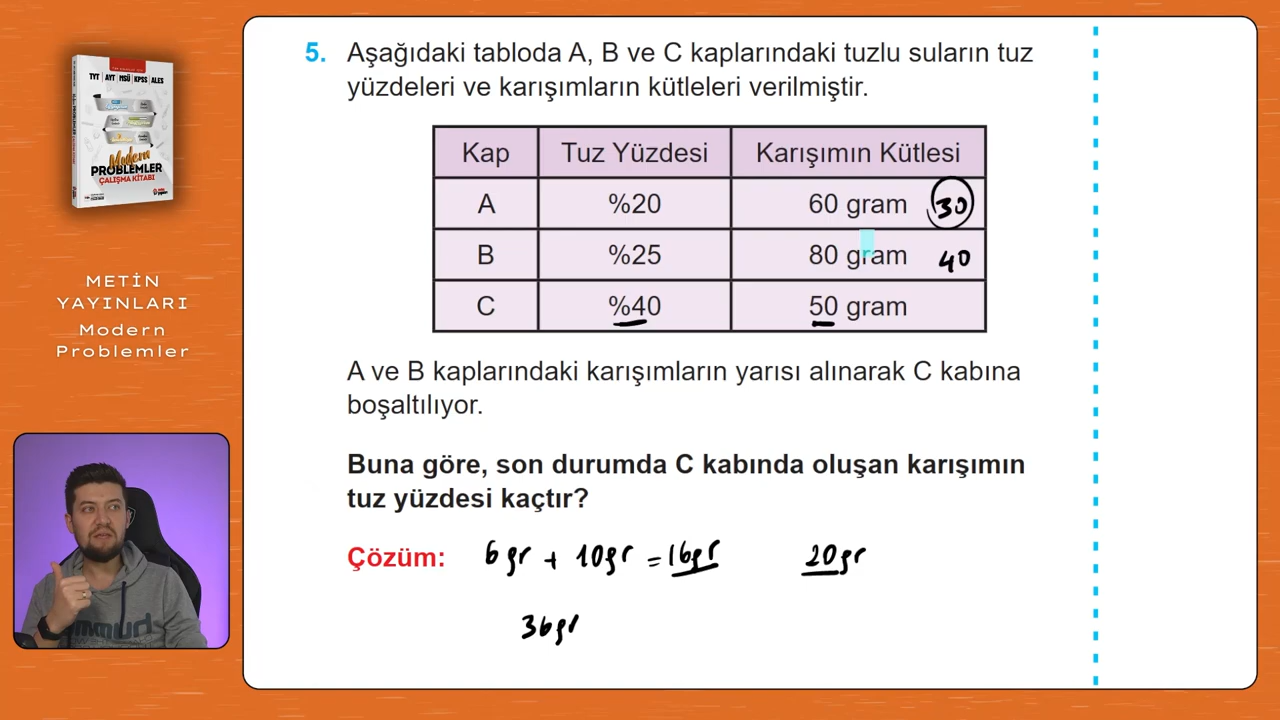 TYT | AYT | MSÜ | KPSS | ALES
Modern
PROBLEMLER
ÇALIŞMA KİTABI
METİN
YAYINLARI
Modern
Problemler
5. Aşağıdaki tabloda A, B ve C kaplarındaki tuzlu suların tuz
yüzdeleri ve karışımların kütleleri verilmiştir.
Kap Tuz Yüzdesi Karışımın Kütlesi
A %20 60 gram 30
B %25 80 gram 40
C %40 50 gram
A ve B kaplarındaki karışımların yarısı alınarak C kabına
boşaltılıyor.
Buna göre, son durumda C kabında oluşan karışımın
tuz yüzdesi kaçtır?
Çözüm: 6gr + 10gr = 16gr 20gr
36gr